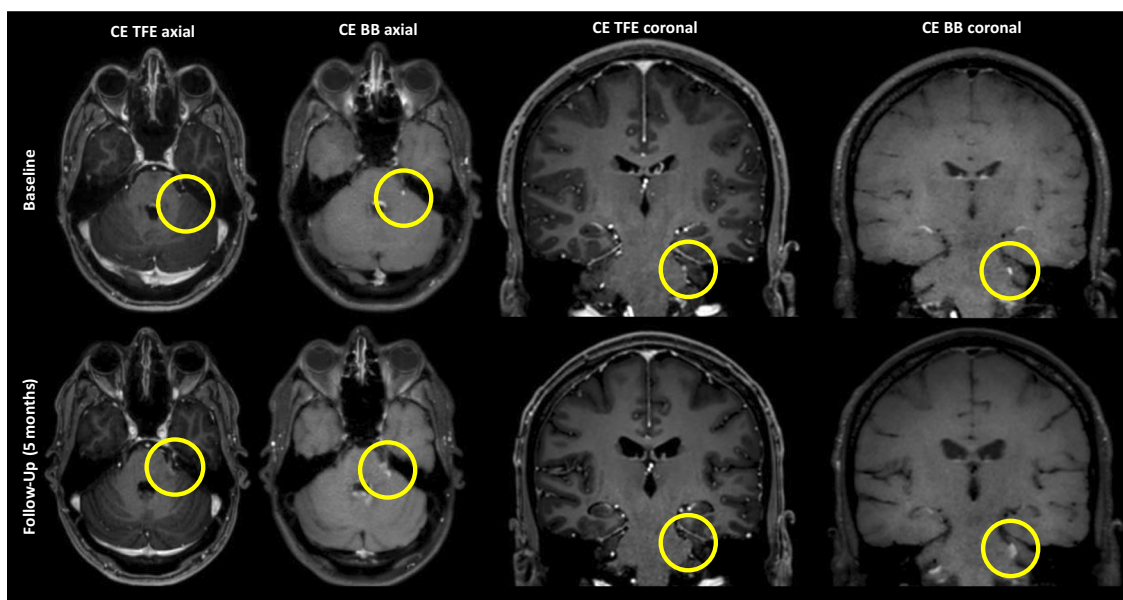 CE TFE axial
CE BB axial
CE TFE coronal
CE BB coronal
Baseline
Follow-Up (5 months)